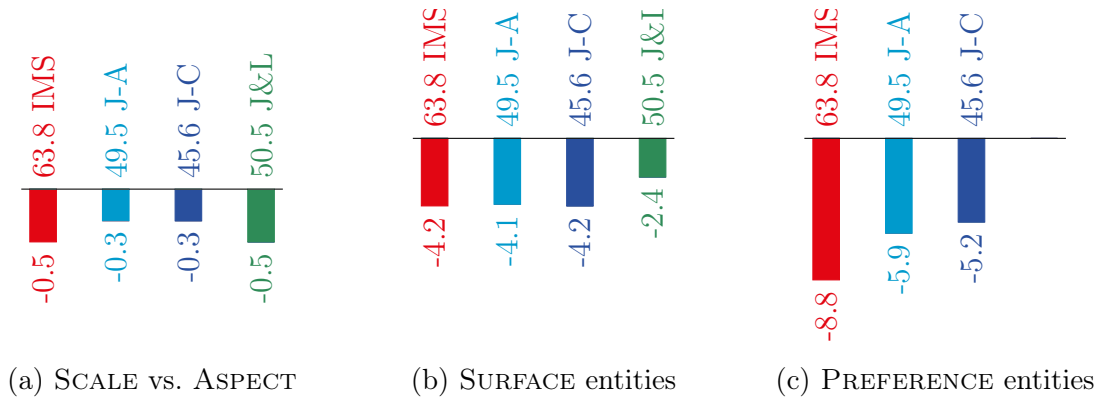 63.8 IMS
49.5 J-A
45.6 J-C
50.5 J&L
-0.5
-0.3
-0.3
-0.5
(a) SCALE vs. ASPECT
63.8 IMS
49.5 J-A
45.6 J-C
50.5
-4.2
-4.1
-4.2
-2.4
(b) SURFACE entities
63.8 IMS
49.5 J-A
45.6 J-C
-8.8
-5.9
-5.2
(c) PREFERENCE entities